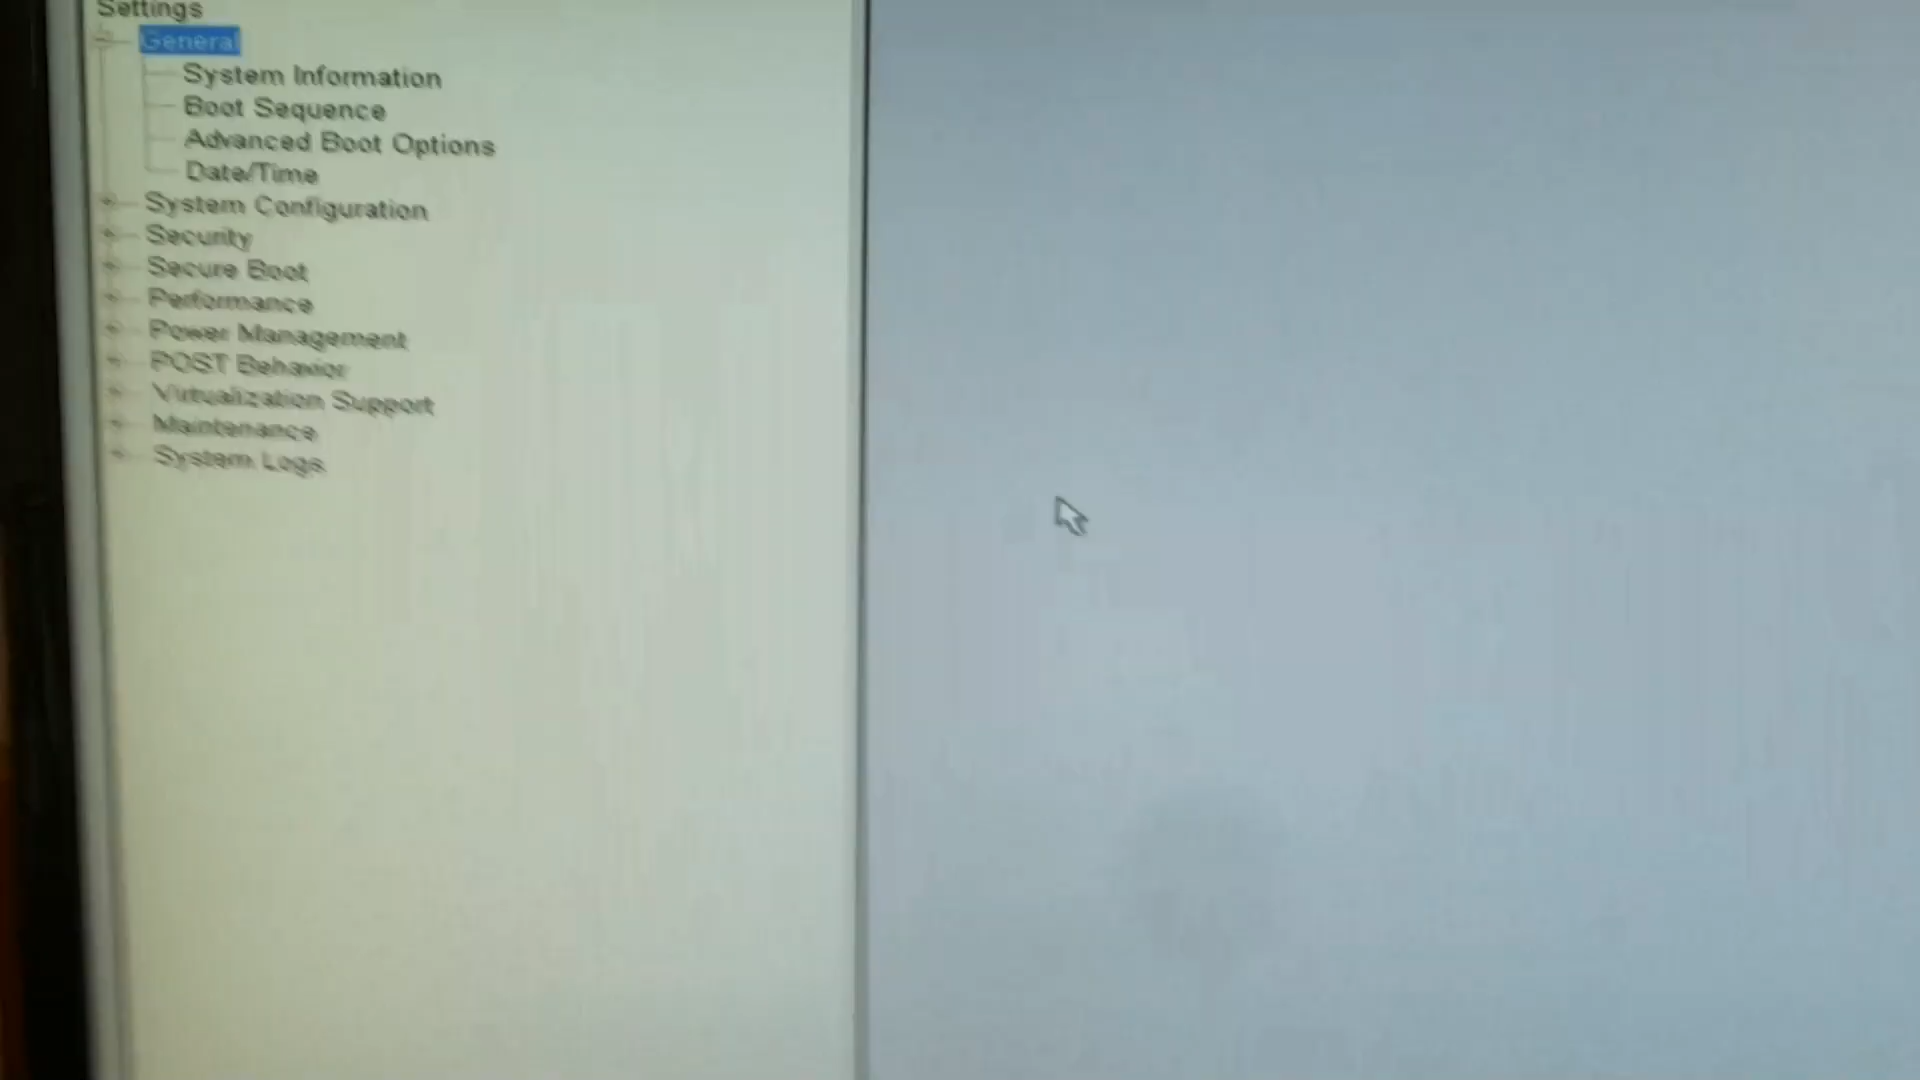 Settings
General
System Information
Boot Sequence
Advanced Boot Options
Date/Time
System Configuration
Security
Secure Boot
Performance
Power Management
POST Behavior
Virtualization Support
Maintenance
System Logs